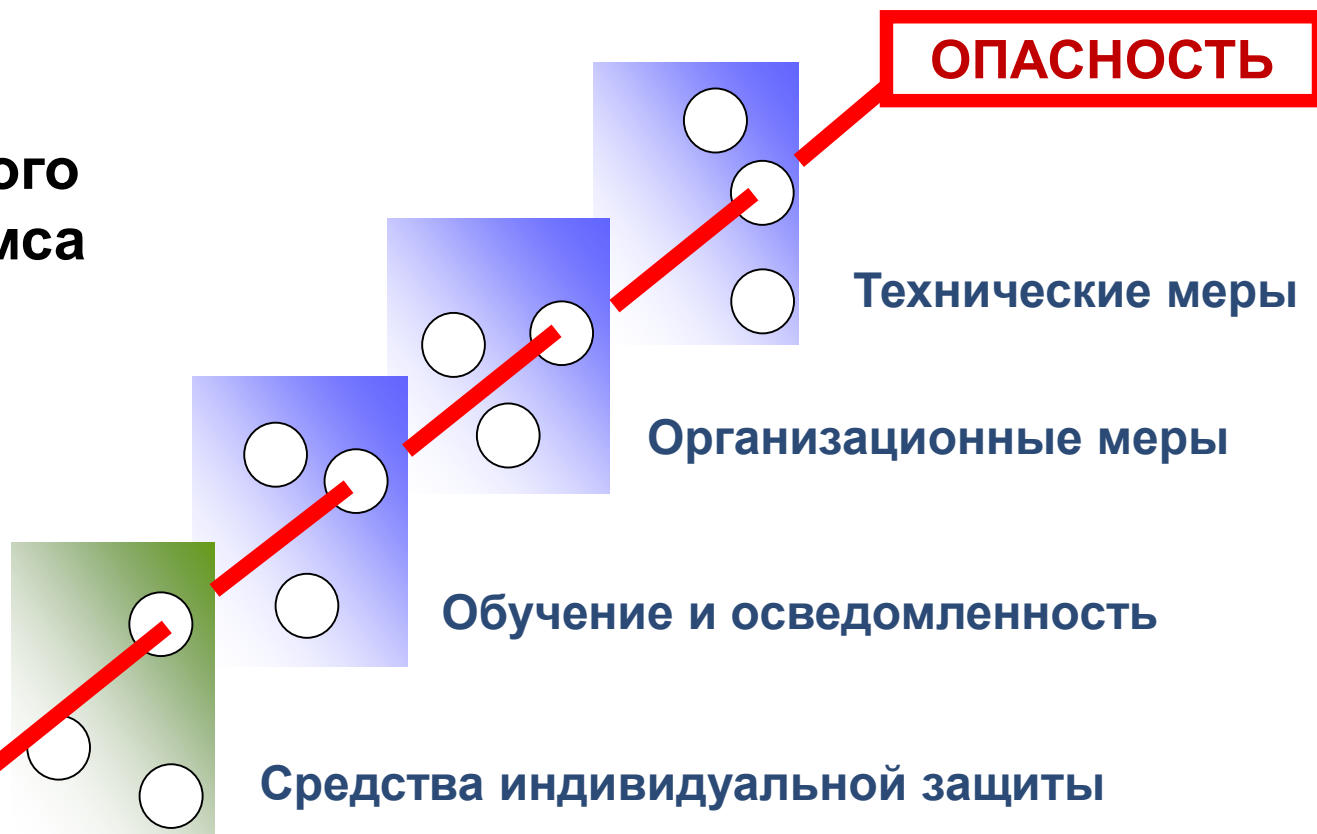 ОПАСНОСТЬ
ого
мса
Технические меры
Организационные меры
Обучение и осведомленность
Средства индивидуальной защиты